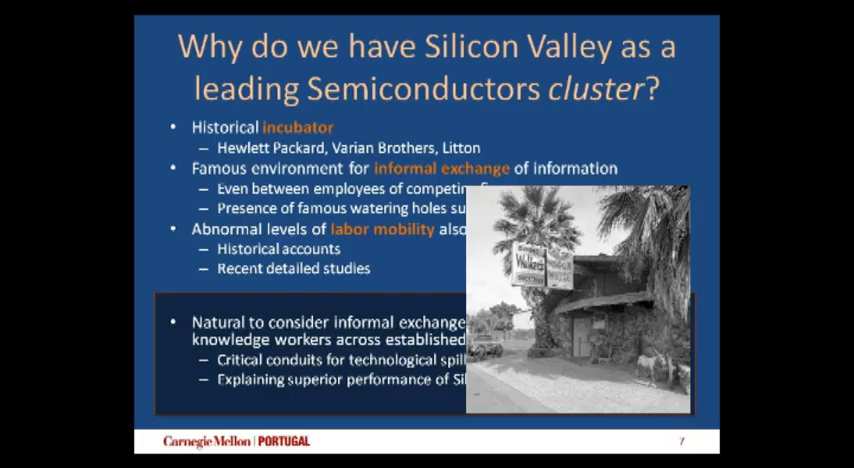 Why do we have Silicon Valley as a
leading Semiconductors cluster?
• Historical incubator
– Hewlett Packard, Varian Brothers, Litton
• Famous environment for informal exchange of information
– Even between employees of competin
– Presence of famous watering holes su
• Abnormal levels of labor mobility also
– Historical accounts
– Recent detailed studies
Walker's
WAGON
WHEEL
• Natural to consider informal exchange
knowledge workers across established
– Critical conduits for technological spil
– Explaining superior performance of Si
Carnegie Mellon | PORTUGAL
7